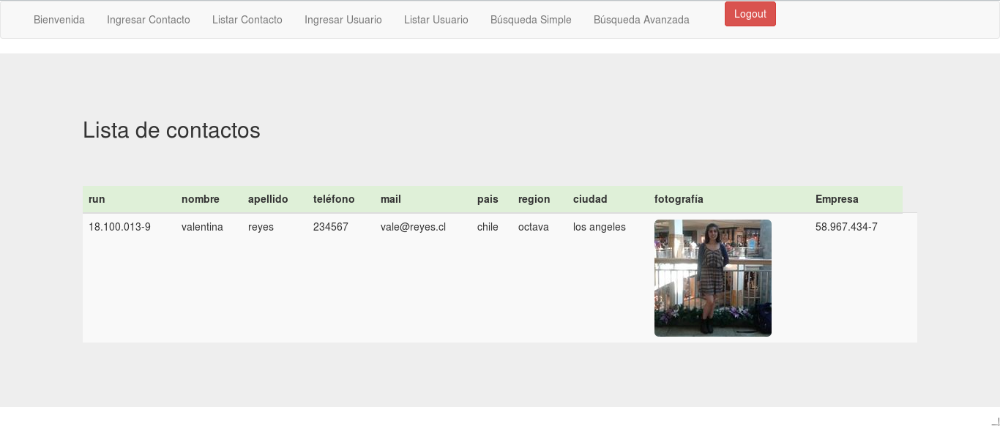 Bienvenida Ingresar Contacto Listar Contacto Ingresar Usuario Listar Usuario Búsqueda Simple Búsqueda Avanzada Logout
Lista de contactos
run nombre apellido teléfono mail pais region ciudad fotografía Empresa
18.100.013-9 valentina reyes 234567 vale@reyes.cl chile octava los angeles 58.967.434-7